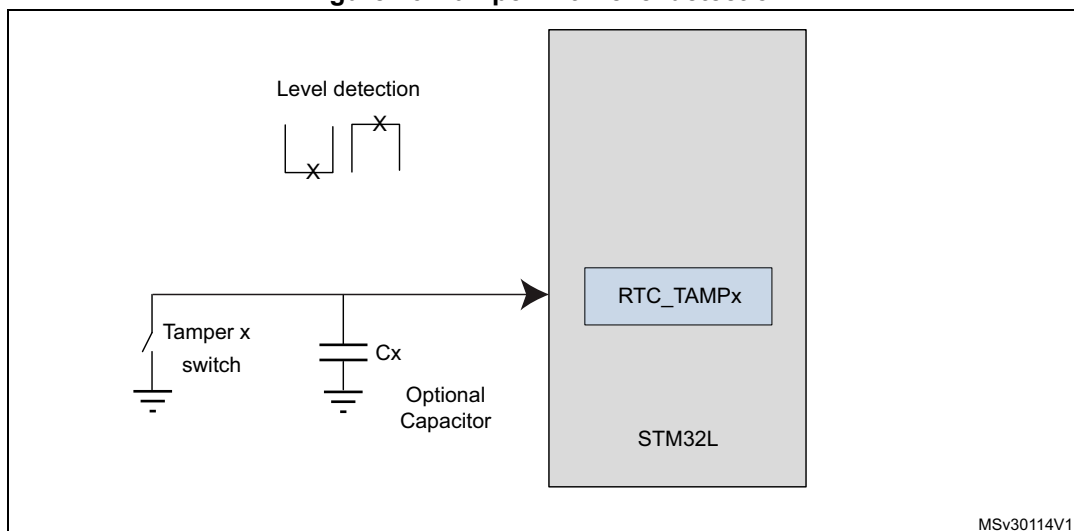 Level detection
X
X
RTC_TAMPx
Tamper x
switch
Cx
Optional
Capacitor
STM32L
MSv30114V1